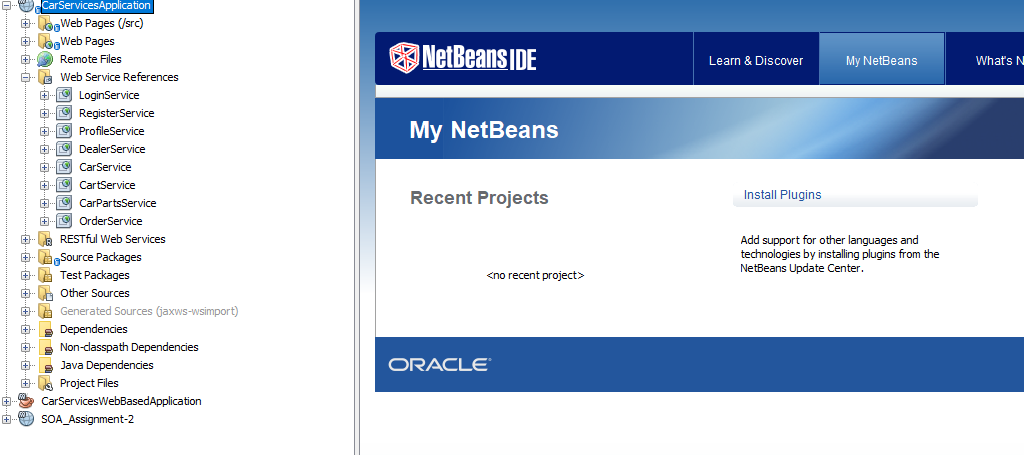 CarServicesApplication
Web Pages (/src)
Web Pages
Remote Files
Web Service References
LoginService
RegisterService
ProfileService
DealerService
CarService
CartService
CarPartsService
OrderService
RESTful Web Services
Source Packages
Test Packages
Other Sources
Generated Sources (jaxws-wsimport)
Dependencies
Non-classpath Dependencies
Java Dependencies
Project Files
CarServicesWebBasedApplication
SOA_Assignment-2
NetBeans IDE
Learn & Discover
My NetBeans
What's N
My NetBeans
Recent Projects
<no recent project>
Install Plugins
Add support for other languages and
technologies by installing plugins from the
NetBeans Update Center.
ORACLE®